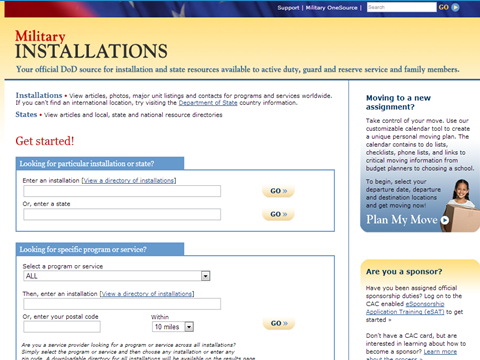 Support | Military OneSource | Search GO »
Military
INSTALLATIONS
Your official DoD source for installation and state resources available to active duty, guard and reserve service and family members.
Installations • View articles, photos, major unit listings and contacts for programs and services worldwide.
If you can't find an international location, try visiting the Department of State country information.
States • View articles and local, state and national resource directories
Get started!
Looking for particular installation or state?
Enter an installation [View a directory of installations]
GO »
Or, enter a state
GO »
Looking for specific program or service?
Select a program or service
ALL
Then, enter an installation [View a directory of installations]
Or, enter your postal code Within
10 miles
GO »
Are you a service provider looking for a program or service across all installations?
Simply select the program or service and then choose any installation or enter any
zip code. A downloadable directory for all installations will be available on the results page
Moving to a new
assignment?
Take control of your move. Use our
customizable calendar tool to create
a unique personal moving plan. The
calendar contains to do lists,
checklists, phone lists, and links to
critical moving information from
budget planners to choosing a school.
To begin, select your
departure date, departure
and destination locations
and get moving now!
Plan My Move
Are you a sponsor?
Have you been assigned official
sponsorship duties? Log on to the
CAC enabled eSponsorship
Application Training (eSAT) to get
started »
Don't have a CAC card, but are
interested in learning about how to
become a sponsor? Learn more
about the process »